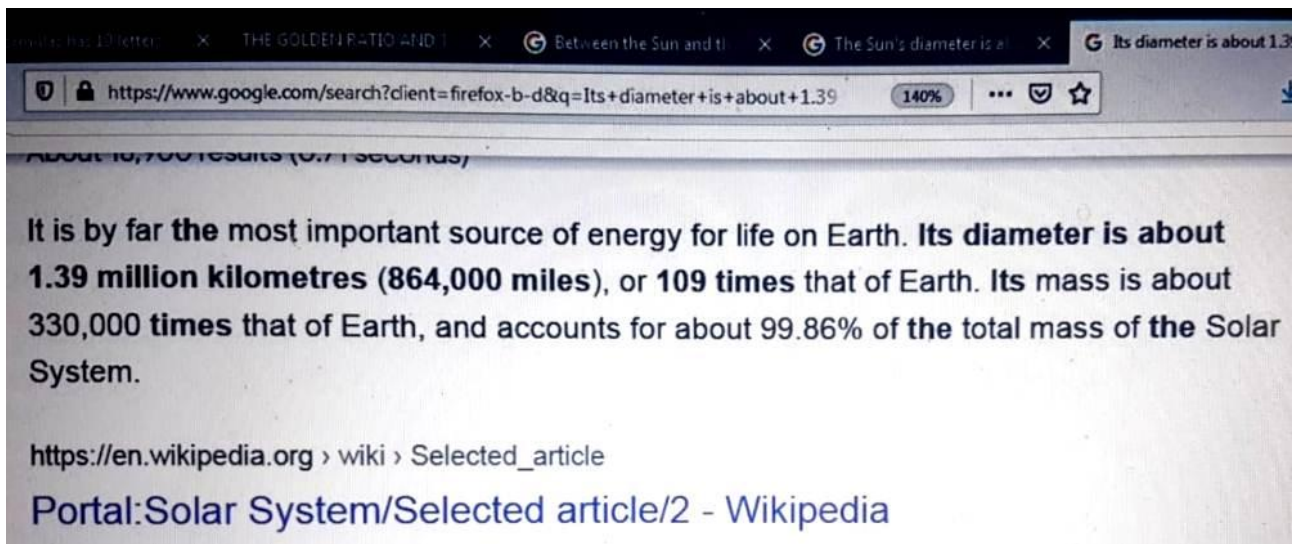 THE GOLDEN RATIO AND
Between the Sun and t
The Sun's diameter is a
Its diameter is about 1.3
https://www.google.com/search?client=firefox-b-d&q=Its+diameter+is+about+1.39
140%
It is by far the most important source of energy for life on Earth. Its diameter is about
1.39 million kilometres (864,000 miles), or 109 times that of Earth. Its mass is about
330,000 times that of Earth, and accounts for about 99.86% of the total mass of the Solar
System.
https://en.wikipedia.org › wiki › Selected_article
Portal:Solar System/Selected article/2 - Wikipedia